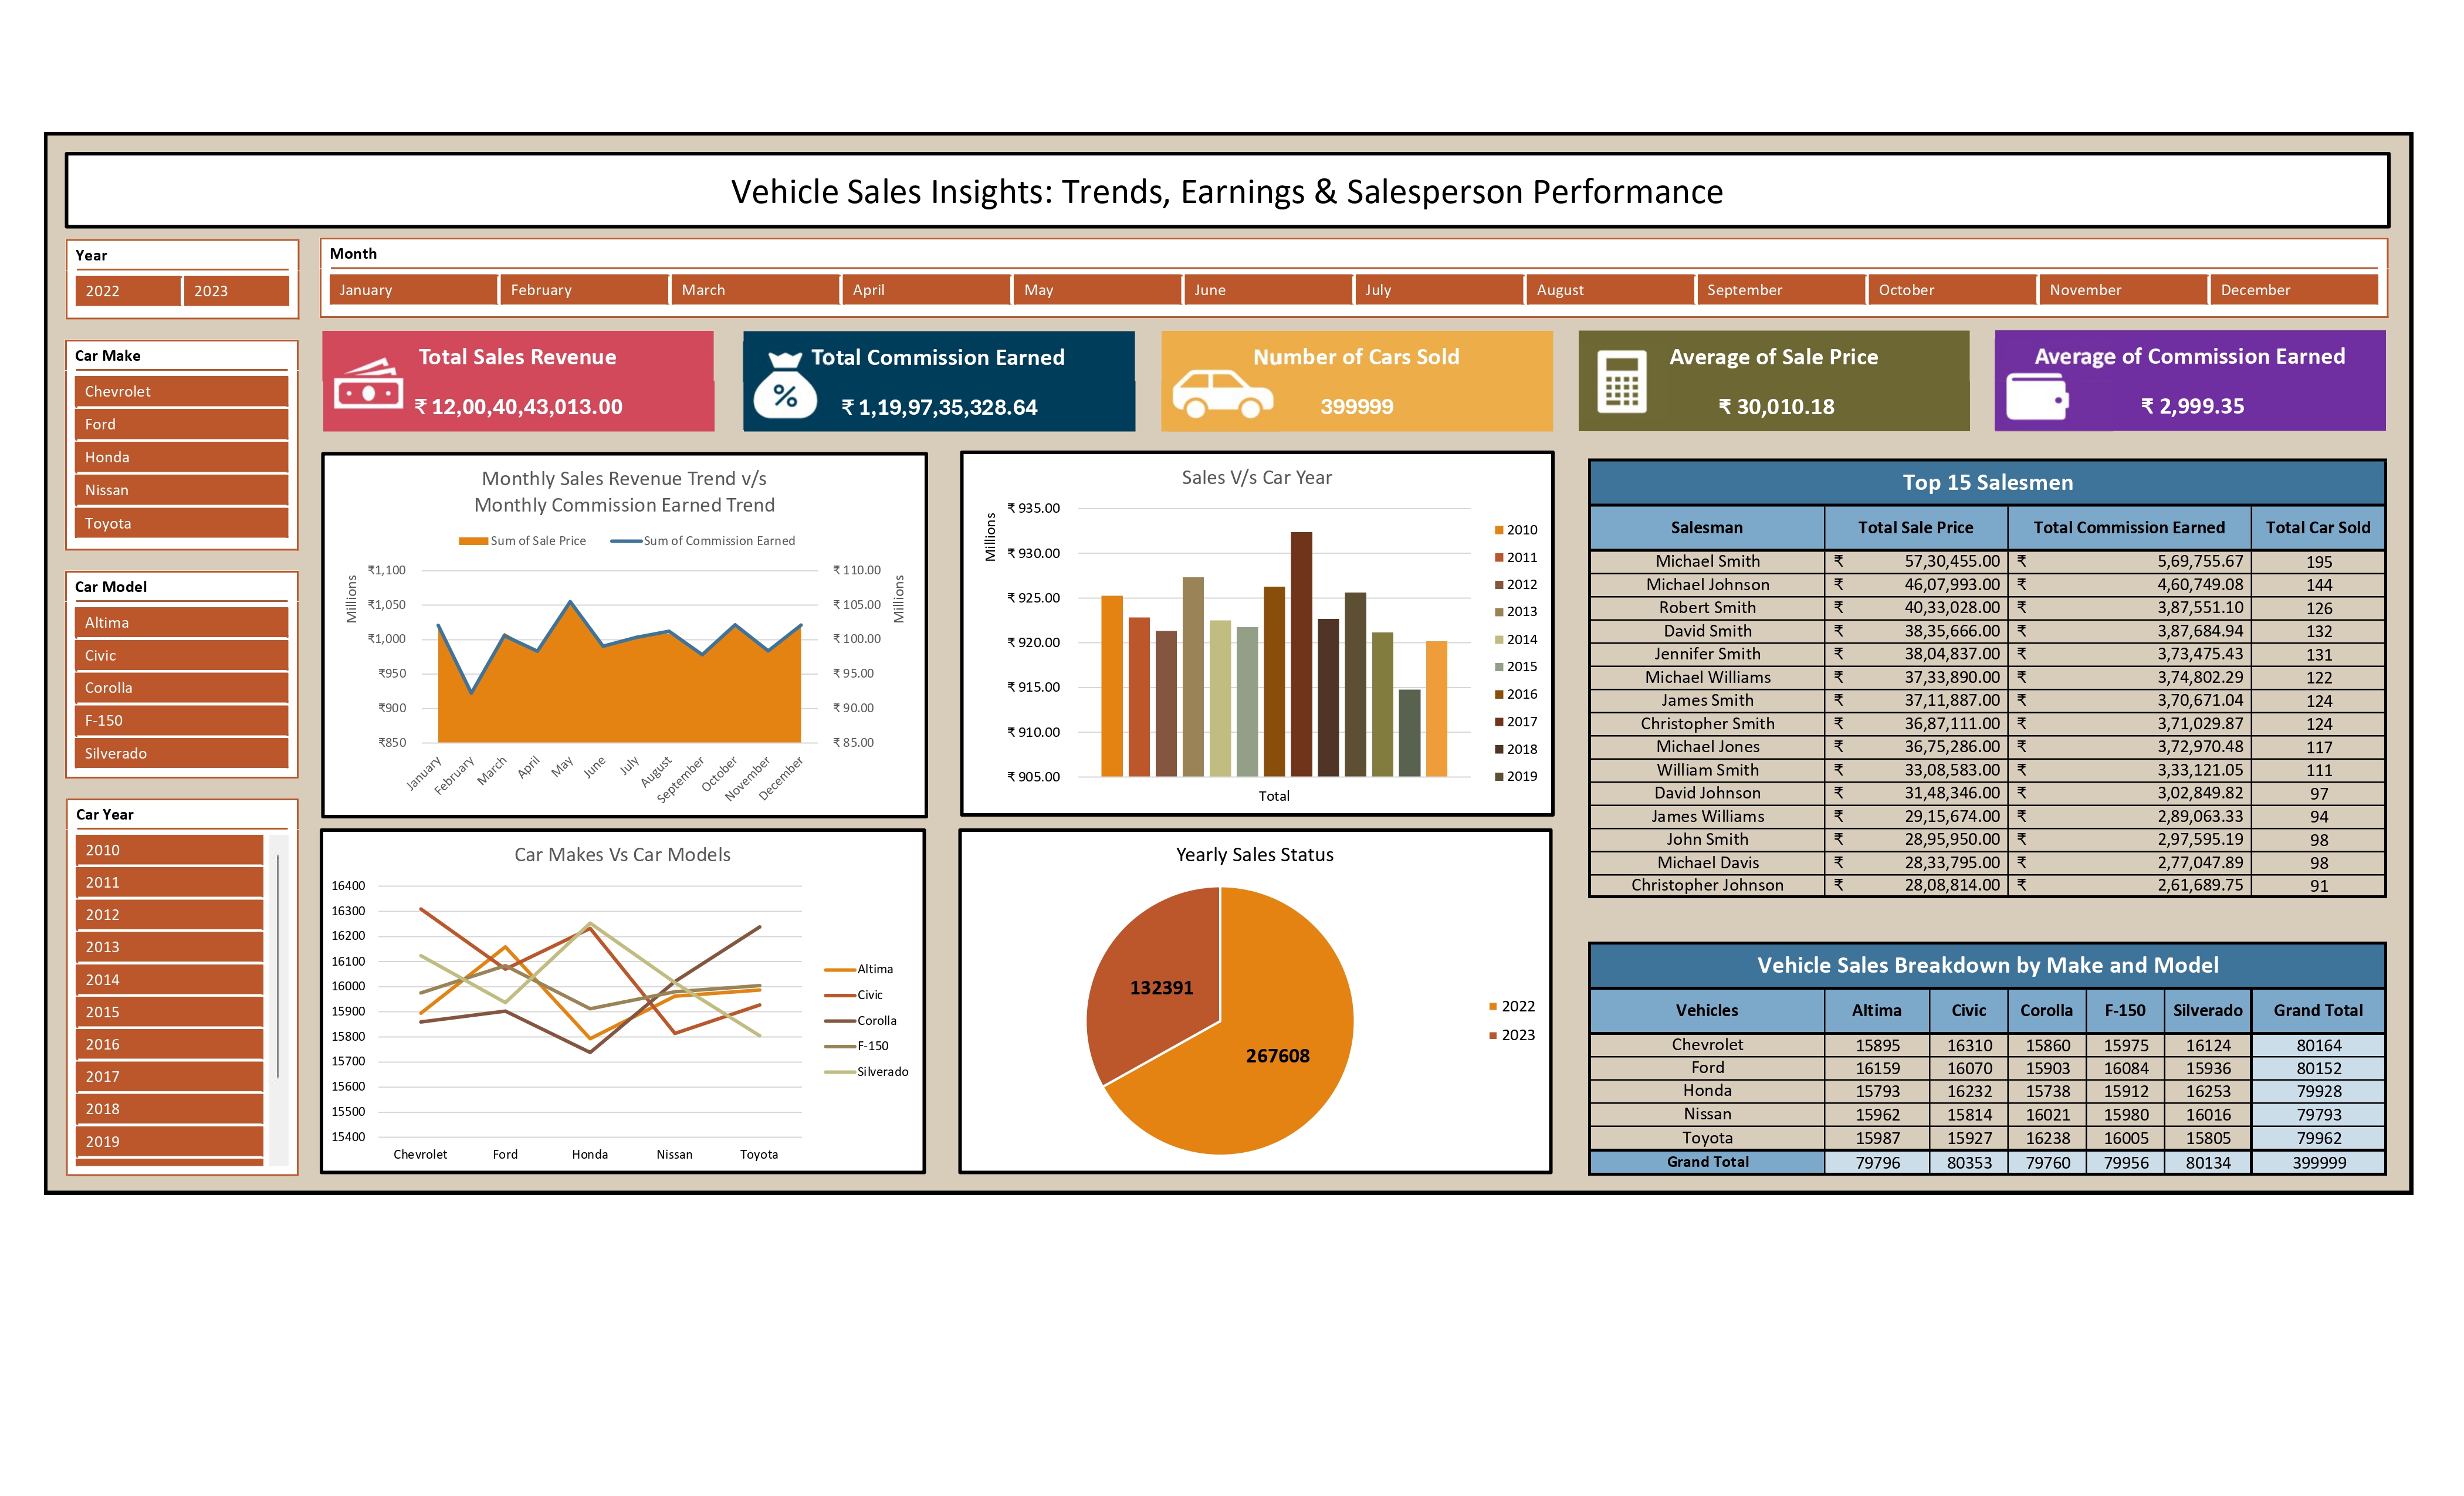 Vehicle Sales Insights: Trends, Earnings & Salesperson Performance
Year
2022 2023
Month
January February March April May June July August September October November December
Car Make
Chevrolet
Ford
Honda
Nissan
Toyota
Car Model
Altima
Civic
Corolla
F-150
Silverado
Car Year
2010
2011
2012
2013
2014
2015
2016
2017
2018
2019
Total Sales Revenue
₹ 12,00,40,43,013.00
Total Commission Earned
%
₹ 1,19,97,35,328.64
Number of Cars Sold
399999
Average of Sale Price
₹ 30,010.18
Average of Commission Earned
₹ 2,999.35
Monthly Sales Revenue Trend v/s
Monthly Commission Earned Trend
Sum of Sale Price Sum of Commission Earned
Millions
₹1,100
₹1,050
₹1,000
₹950
₹900
₹850
₹ 110.00
₹ 105.00
₹ 100.00
₹ 95.00
₹ 90.00
₹ 85.00
Millions
January February March April May June July August September October November December
Sales V/s Car Year
Millions
₹ 935.00
₹ 930.00
₹ 925.00
₹ 920.00
₹ 915.00
₹ 910.00
₹ 905.00
Total
2010
2011
2012
2013
2014
2015
2016
2017
2018
2019
Car Makes Vs Car Models
16400
16300
16200
16100
16000
15900
15800
15700
15600
15500
15400
Chevrolet Ford Honda Nissan Toyota
Altima
Civic
Corolla
F-150
Silverado
Yearly Sales Status
132391
267608
2022
2023
Top 15 Salesmen
Salesman Total Sale Price Total Commission Earned Total Car Sold
Michael Smith ₹ 57,30,455.00 ₹ 5,69,755.67 195
Michael Johnson ₹ 46,07,993.00 ₹ 4,60,749.08 144
Robert Smith ₹ 40,33,028.00 ₹ 3,87,551.10 126
David Smith ₹ 38,35,666.00 ₹ 3,87,684.94 132
Jennifer Smith ₹ 38,04,837.00 ₹ 3,73,475.43 131
Michael Williams ₹ 37,33,890.00 ₹ 3,74,802.29 122
James Smith ₹ 37,11,887.00 ₹ 3,70,671.04 124
Christopher Smith ₹ 36,87,111.00 ₹ 3,71,029.87 124
Michael Jones ₹ 36,75,286.00 ₹ 3,72,970.48 117
William Smith ₹ 33,08,583.00 ₹ 3,33,121.05 111
David Johnson ₹ 31,48,346.00 ₹ 3,02,849.82 97
James Williams ₹ 29,15,674.00 ₹ 2,89,063.33 94
John Smith ₹ 28,95,950.00 ₹ 2,97,595.19 98
Michael Davis ₹ 28,33,795.00 ₹ 2,77,047.89 98
Christopher Johnson ₹ 28,08,814.00 ₹ 2,61,689.75 91
Vehicle Sales Breakdown by Make and Model
Vehicles Altima Civic Corolla F-150 Silverado Grand Total
Chevrolet 15895 16310 15860 15975 16124 80164
Ford 16159 16070 15903 16084 15936 80152
Honda 15793 16232 15738 15912 16253 79928
Nissan 15962 15814 16021 15980 16016 79793
Toyota 15987 15927 16238 16005 15805 79962
Grand Total 79796 80353 79760 79956 80134 399999